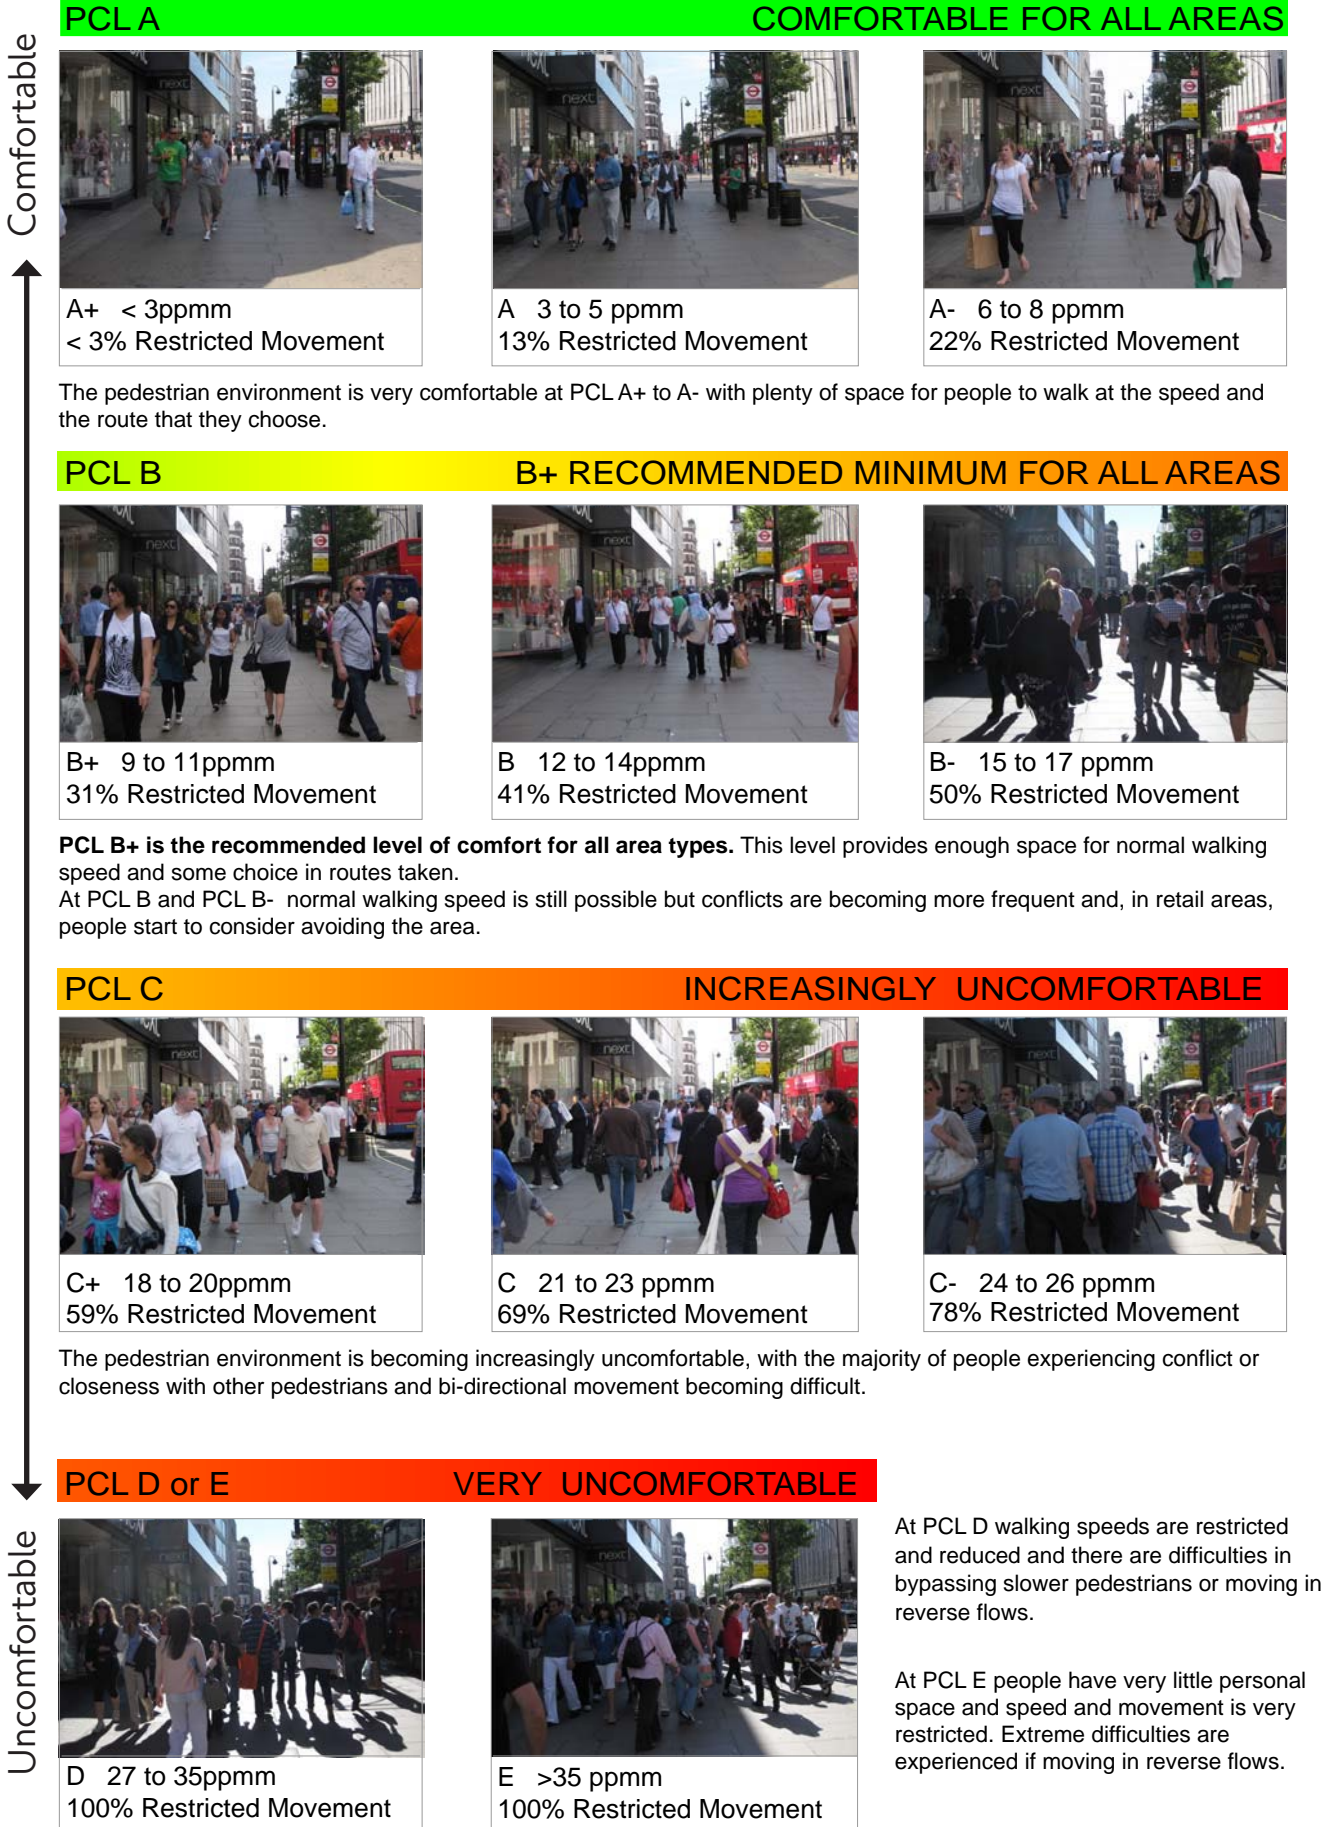 Comfortable
Uncomfortable
PCL A COMFORTABLE FOR ALL AREAS
next
next
next
A+ < 3ppmm
< 3% Restricted Movement
A 3 to 5 ppmm
13% Restricted Movement
A- 6 to 8 ppmm
22% Restricted Movement
The pedestrian environment is very comfortable at PCL A+ to A- with plenty of space for people to walk at the speed and
the route that they choose.
PCL B B+ RECOMMENDED MINIMUM FOR ALL AREAS
next
next
next
B+ 9 to 11ppmm
31% Restricted Movement
B 12 to 14ppmm
41% Restricted Movement
B- 15 to 17 ppmm
50% Restricted Movement
PCL B+ is the recommended level of comfort for all area types. This level provides enough space for normal walking
speed and some choice in routes taken.
At PCL B and PCL B- normal walking speed is still possible but conflicts are becoming more frequent and, in retail areas,
people start to consider avoiding the area.
PCL C INCREASINGLY UNCOMFORTABLE
next
next
next
C+ 18 to 20ppmm
59% Restricted Movement
C 21 to 23 ppmm
69% Restricted Movement
C- 24 to 26 ppmm
78% Restricted Movement
The pedestrian environment is becoming increasingly uncomfortable, with the majority of people experiencing conflict or
closeness with other pedestrians and bi-directional movement becoming difficult.
PCL D or E VERY UNCOMFORTABLE
next
next
D 27 to 35ppmm
100% Restricted Movement
E >35 ppmm
100% Restricted Movement
At PCL D walking speeds are restricted
and reduced and there are difficulties in
bypassing slower pedestrians or moving in
reverse flows.
At PCL E people have very little personal
space and speed and movement is very
restricted. Extreme difficulties are
experienced if moving in reverse flows.